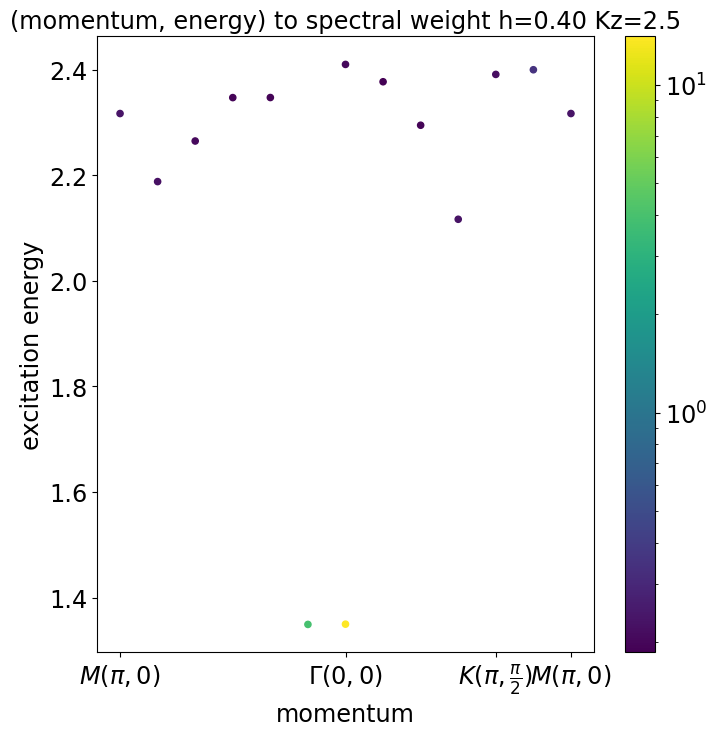 (momentum, energy) to spectral weight h=0.40 Kz=2.5
2.4
2.2
2.0
1.8
1.6
1.4
excitation energy
10¹
10⁰
M(π, 0)
Γ(0, 0)
K(π, π/2)
M(π, 0)
momentum